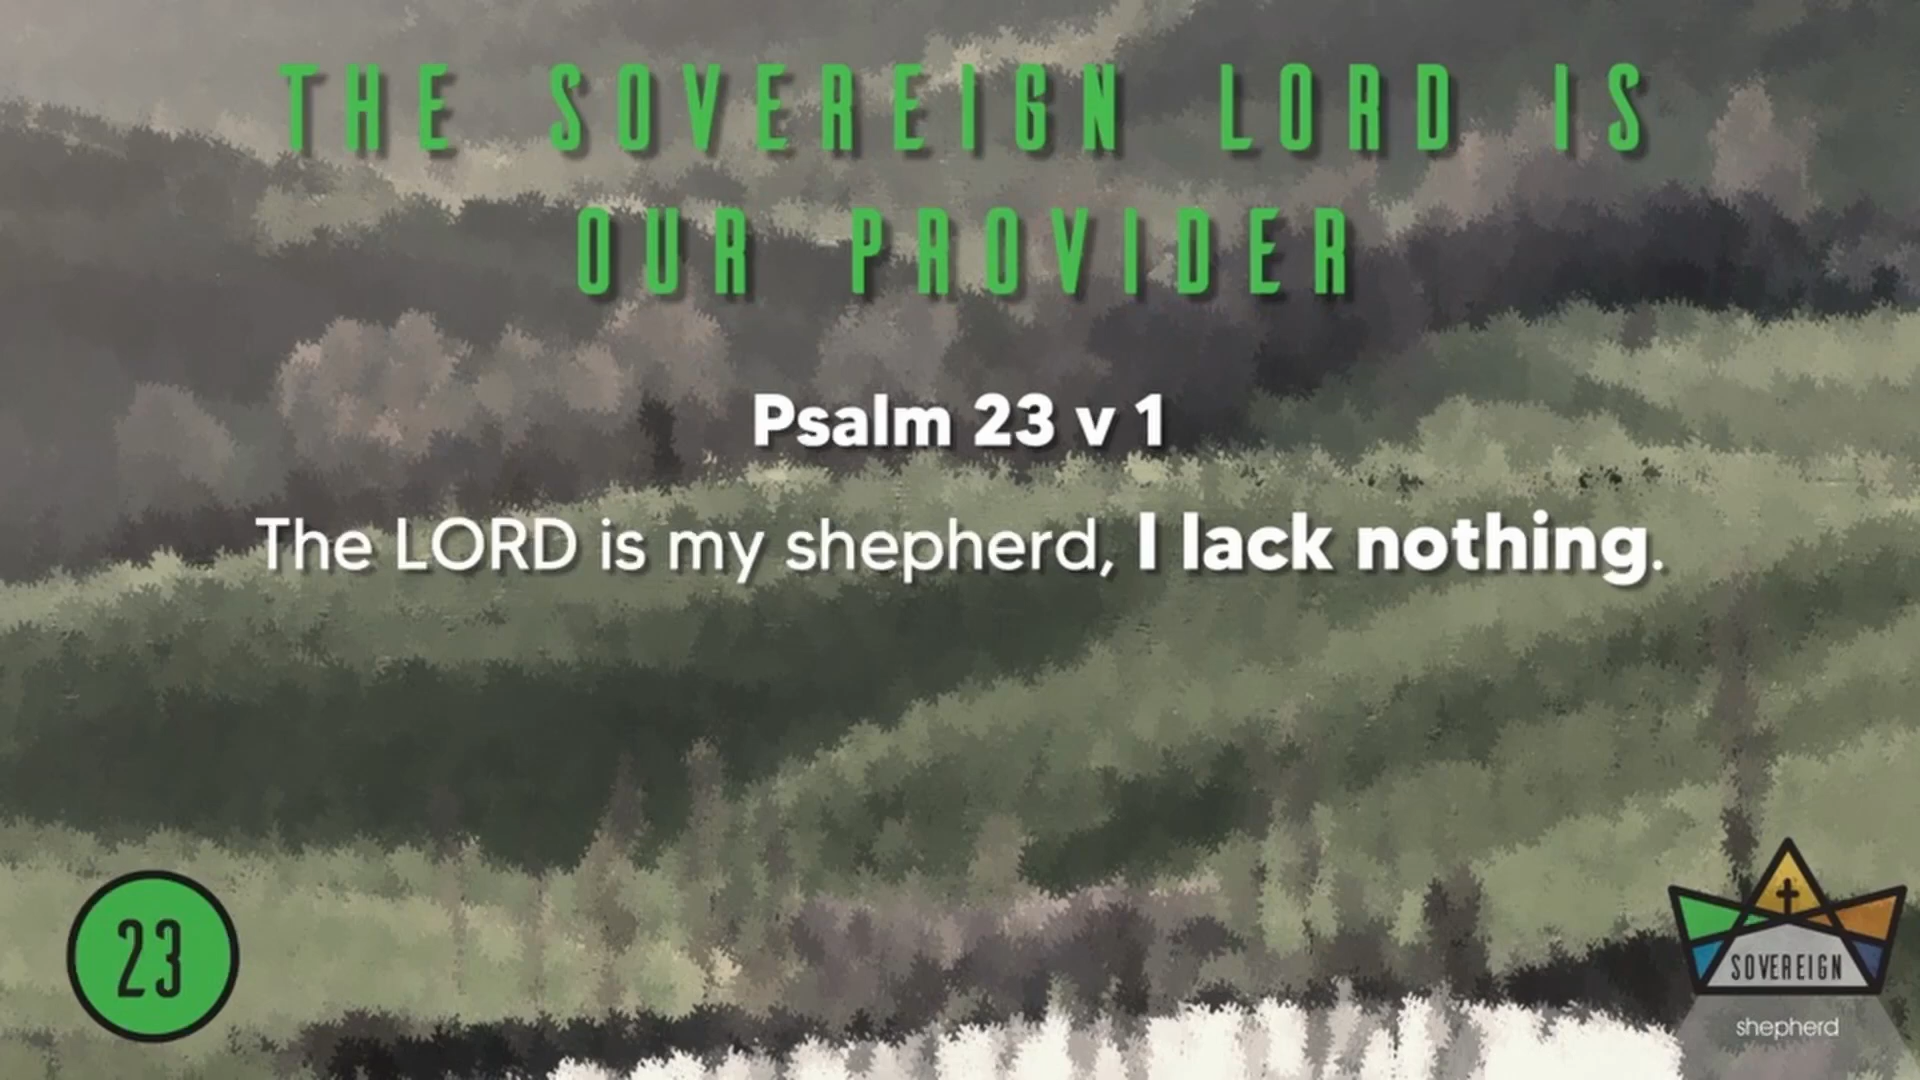 THE SOVEREIGN LORD IS
OUR PROVIDER
Psalm 23 v 1
The LORD is my shepherd, I lack nothing.
23
SOVEREIGN
shepherd